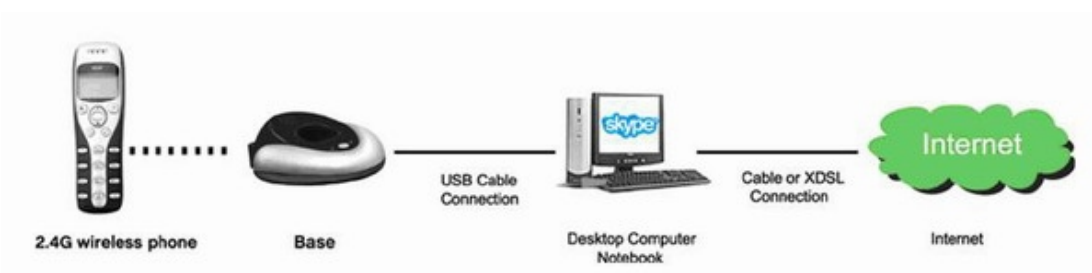 skype
Internet
USB Cable
Connection
Cable or XDSL
Connection
2.4G wireless phone
Base
Desktop Computer
Notebook
Internet